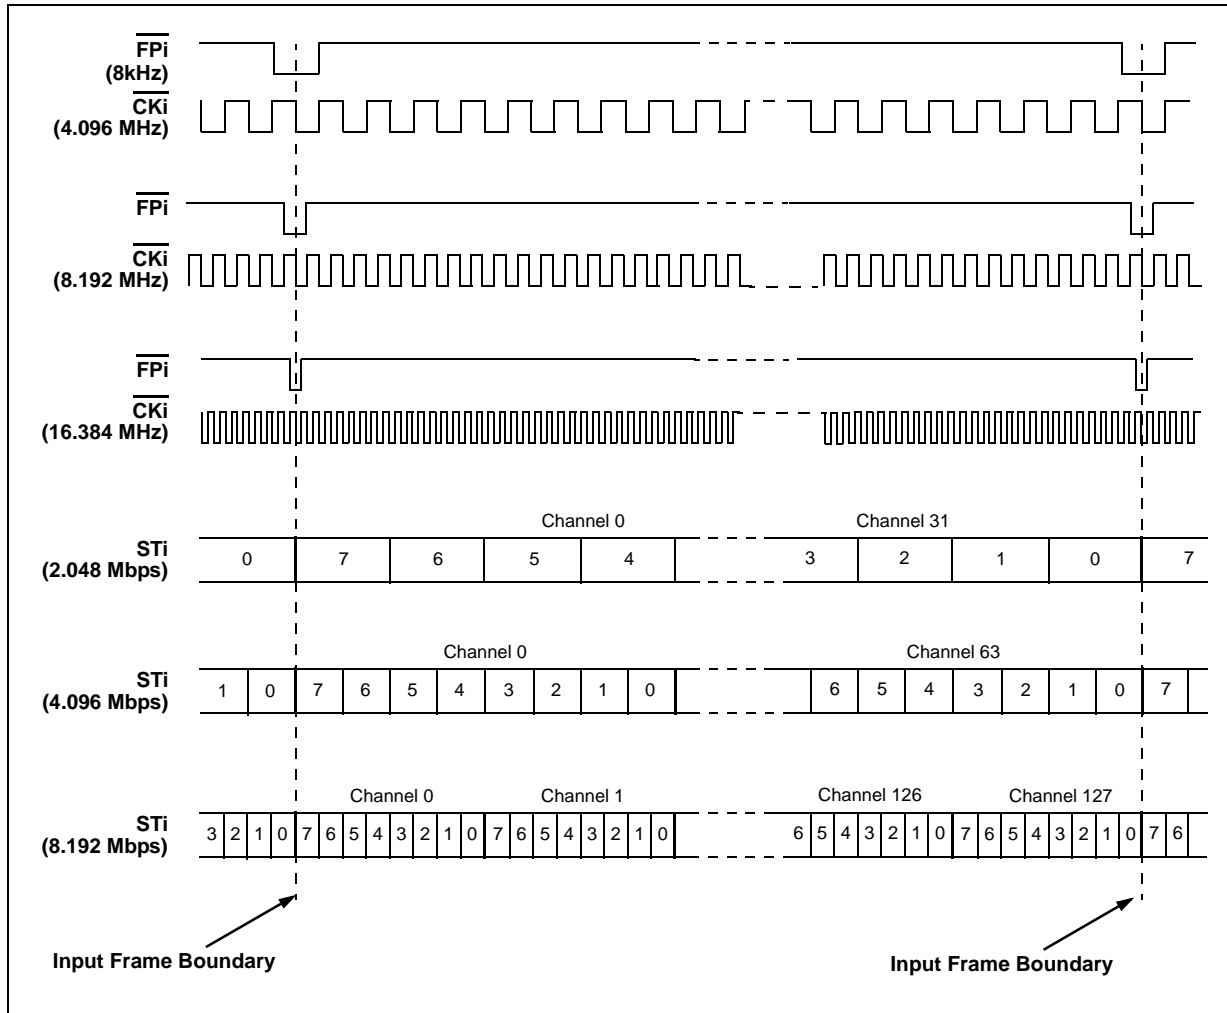 FPi
(8kHz)
CKi
(4.096 MHz)
FPi
CKi
(8.192 MHz)
FPi
CKi
(16.384 MHz)
Channel 0 Channel 31
STi
(2.048 Mbps)
0 7 6 5 4 3 2 1 0 7
Channel 0 Channel 63
STi
(4.096 Mbps)
1 0 7 6 5 4 3 2 1 0 6 5 4 3 2 1 0 7
Channel 0 Channel 1 Channel 126 Channel 127
STi
(8.192 Mbps)
3 2 1 0 7 6 5 4 3 2 1 0 7 6 5 4 3 2 1 0 6 5 4 3 2 1 0 7 6 5 4 3 2 1 0 7 6
Input Frame Boundary
Input Frame Boundary